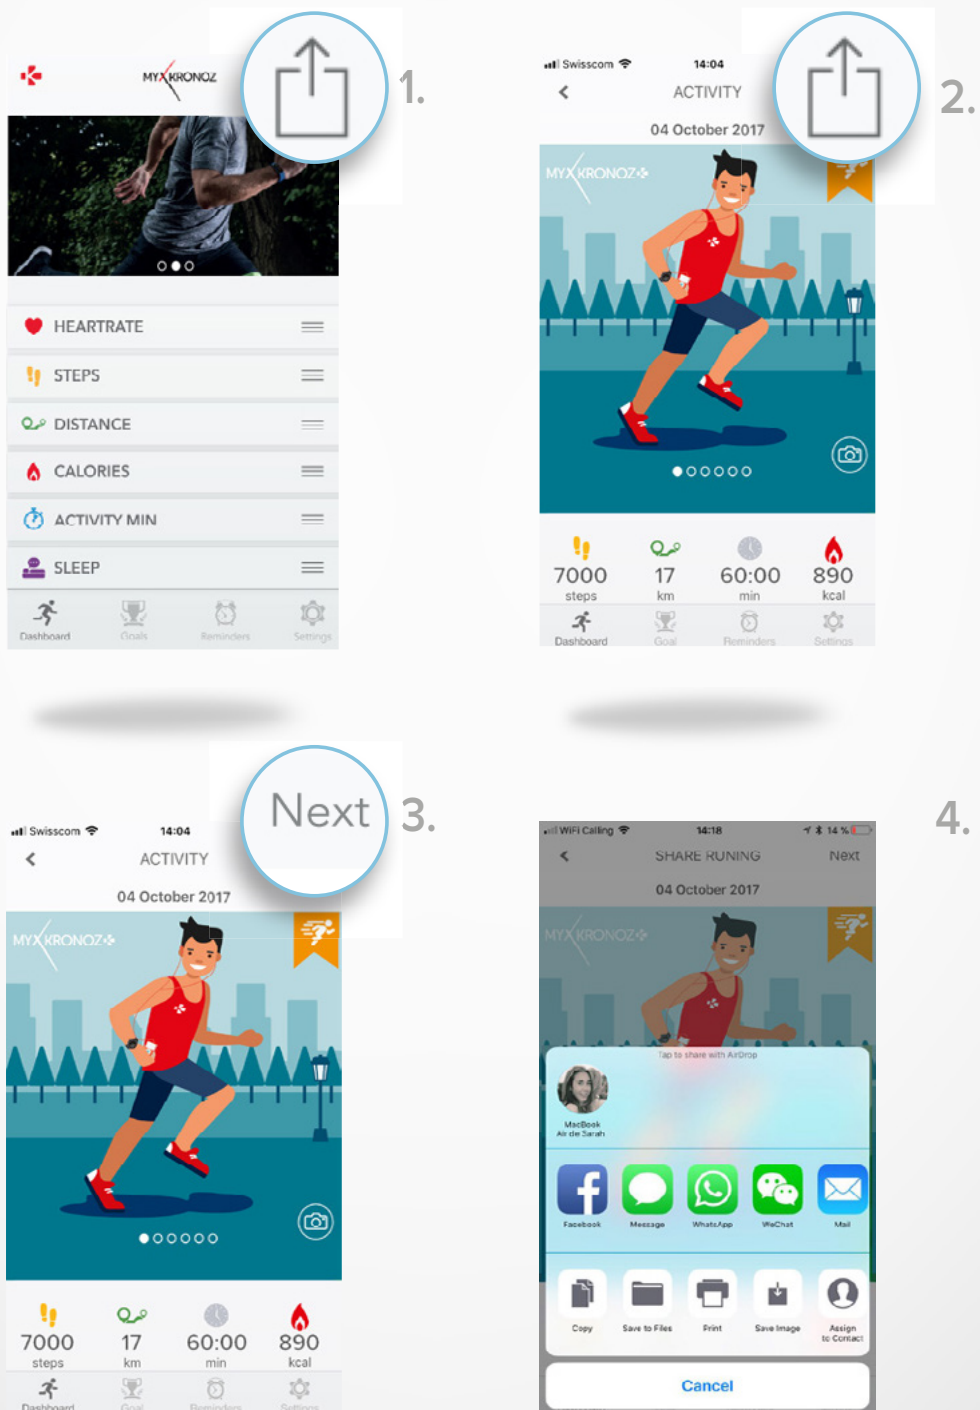 1.
MYKRONOZ
HEARTRATE
STEPS
DISTANCE
CALORIES
ACTIVITY MIN
SLEEP
Dashboard Goals Reminders Settings
2.
Swisscom 14:04
ACTIVITY
04 October 2017
MYKRONOZ
7000 17 60:00 890
steps km min kcal
Dashboard Goal Reminders Settings
3.
Next
Swisscom 14:04
ACTIVITY
04 October 2017
MYKRONOZ
7000 17 60:00 890
steps km min kcal
Dashboard Goal Reminders Settings
4.
WiFi Calling 14:18 14 %
SHARE RUNING Next
04 October 2017
MYKRONOZ
Tap to share with AirDrop
MacBook
Air de Sarah
Facebook Message WhatsApp WeChat Mail
Copy Save to Files Print Save Image Assign
to Contact
Cancel